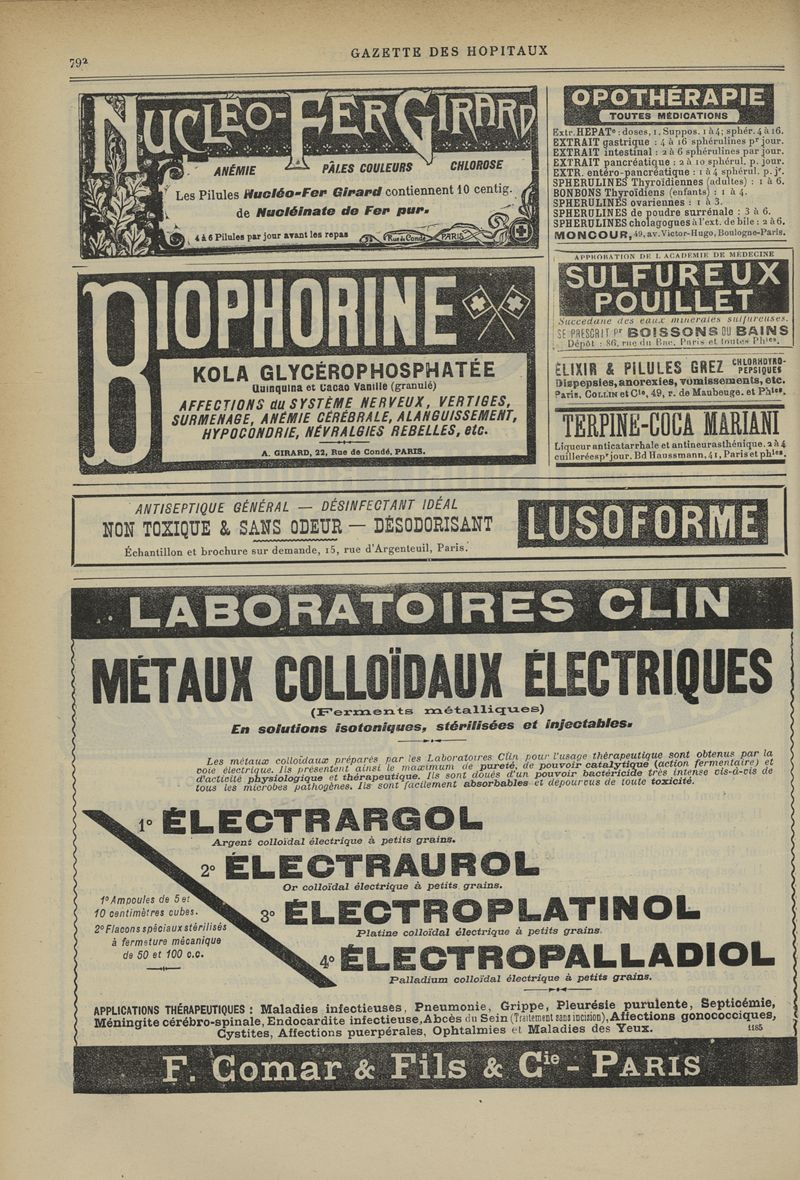 GAZETTE DES HOPITAUX
792
NUCLÉO-FER GIRARD
ANÉMIE PÂLES COULEURS CHLOROSE
Les Pilules Nucléo-Fer Girard contiennent 10 centig.
de Nucléinate de Fer pur.
4 à 6 Pilules par jour avant les repas
22 Rue de Condé PARIS
BIOPHORINE
KOLA GLYCÉROPHOSPHATÉE
Quinquina et Cacao Vanille (granulé)
AFFECTIONS du SYSTÈME NERVEUX, VERTIGES,
SURMENAGE, ANÉMIE CÉRÉBRALE, ALANGUISSEMENT,
HYPOCONDRIE, NÉVRALGIES REBELLES, etc.
A. GIRARD, 22, Rue de Condé, PARIS.
OPOTHÉRAPIE
TOUTES MÉDICATIONS
Extr. HEPATe: doses, 1. Suppos. 1 à 4; sphér. 4 à 16.
EXTRAIT gastrique : 4 à 16 sphérulines pr jour.
EXTRAIT intestinal : 2 à 6 sphérulines par jour.
EXTRAIT pancréatique : 2 à 10 sphérul. p. jour.
EXTR. entéro-pancréatique : 1 à 4 sphérul. p. jr.
SPHERULINES Thyroïdiennes (adultes) : 1 à 6.
BONBONS Thyroïdiens (enfants) : 1 à 4.
SPHERULINES ovariennes : 1 à 3.
SPHERULINES de poudre surrénale : 3 à 6.
SPHERULINES cholagogues à l'ext. de bile : 2 à 6.
MONCOUR, 49, av. Victor-Hugo, Boulogne-Paris.
APPROBATION DE L'ACADEMIE DE MEDECINE
SULFUREUX
POUILLET
Succédané des eaux minérales sulfureuses.
SE PRESCRIT Pr BOISSONS OU BAINS
Dépôt : 86, rue du Bac, Paris et toutes Phies.
ÉLIXIR & PILULES GREZ CHLORHYDRO-PEPSIQUES
Dispepsies, anorexies, vomissements, etc.
Paris, COLLIN et Cie, 49, r. de Maubeuge. et Phies.
TERPINE-COCA MARIANI
Liqueur anticatarrhale et antineurasthénique. 2 à 4
cuilleréesprjour. Bd Haussmann, 41, Paris et phies.
ANTISEPTIQUE GÉNÉRAL — DÉSINFECTANT IDÉAL
NON TOXIQUE & SANS ODEUR — DÉSODORISANT
Échantillon et brochure sur demande, 15, rue d'Argenteuil, Paris.
LUSOFORME
LABORATOIRES CLIN
MÉTAUX COLLOÏDAUX ÉLECTRIQUES
(Ferments métalliques)
En solutions isotoniques, stérilisées et injectables.
Les métaux colloïdaux préparés par les Laboratoires Clin pour l'usage thérapeutique sont obtenus par la
voie électrique. Ils présentent ainsi le maximum de pureté, de pouvoir catalytique (action fermentaire) et
d'activité physiologique et thérapeutique. Ils sont doués d'un pouvoir bactéricide très intense vis-à-vis de
tous les microbes pathogènes. Ils sont facilement absorbables et dépourvus de toute toxicité.
1° ÉLECTRARGOL
Argent colloïdal électrique à petits grains.
2° ÉLECTRAUROL
Or colloïdal électrique à petits grains.
3° ÉLECTROPLATINOL
Platine colloïdal électrique à petits grains.
4° ÉLECTROPALLADIOL
Palladium colloïdal électrique à petits grains.
1° Ampoules de 5 et
10 centimètres cubes.
2° Flacons spéciaux stérilisés
à fermeture mécanique
de 50 et 100 c.c.
APPLICATIONS THÉRAPEUTIQUES : Maladies infectieuses, Pneumonie, Grippe, Pleurésie purulente, Septicémie,
Méningite cérébro-spinale, Endocardite infectieuse, Abcès du Sein (Traitement sans incision), Affections gonococciques,
Cystites, Affections puerpérales, Ophtalmies et Maladies des Yeux. 1185
F. Comar & Fils & Cie - PARIS